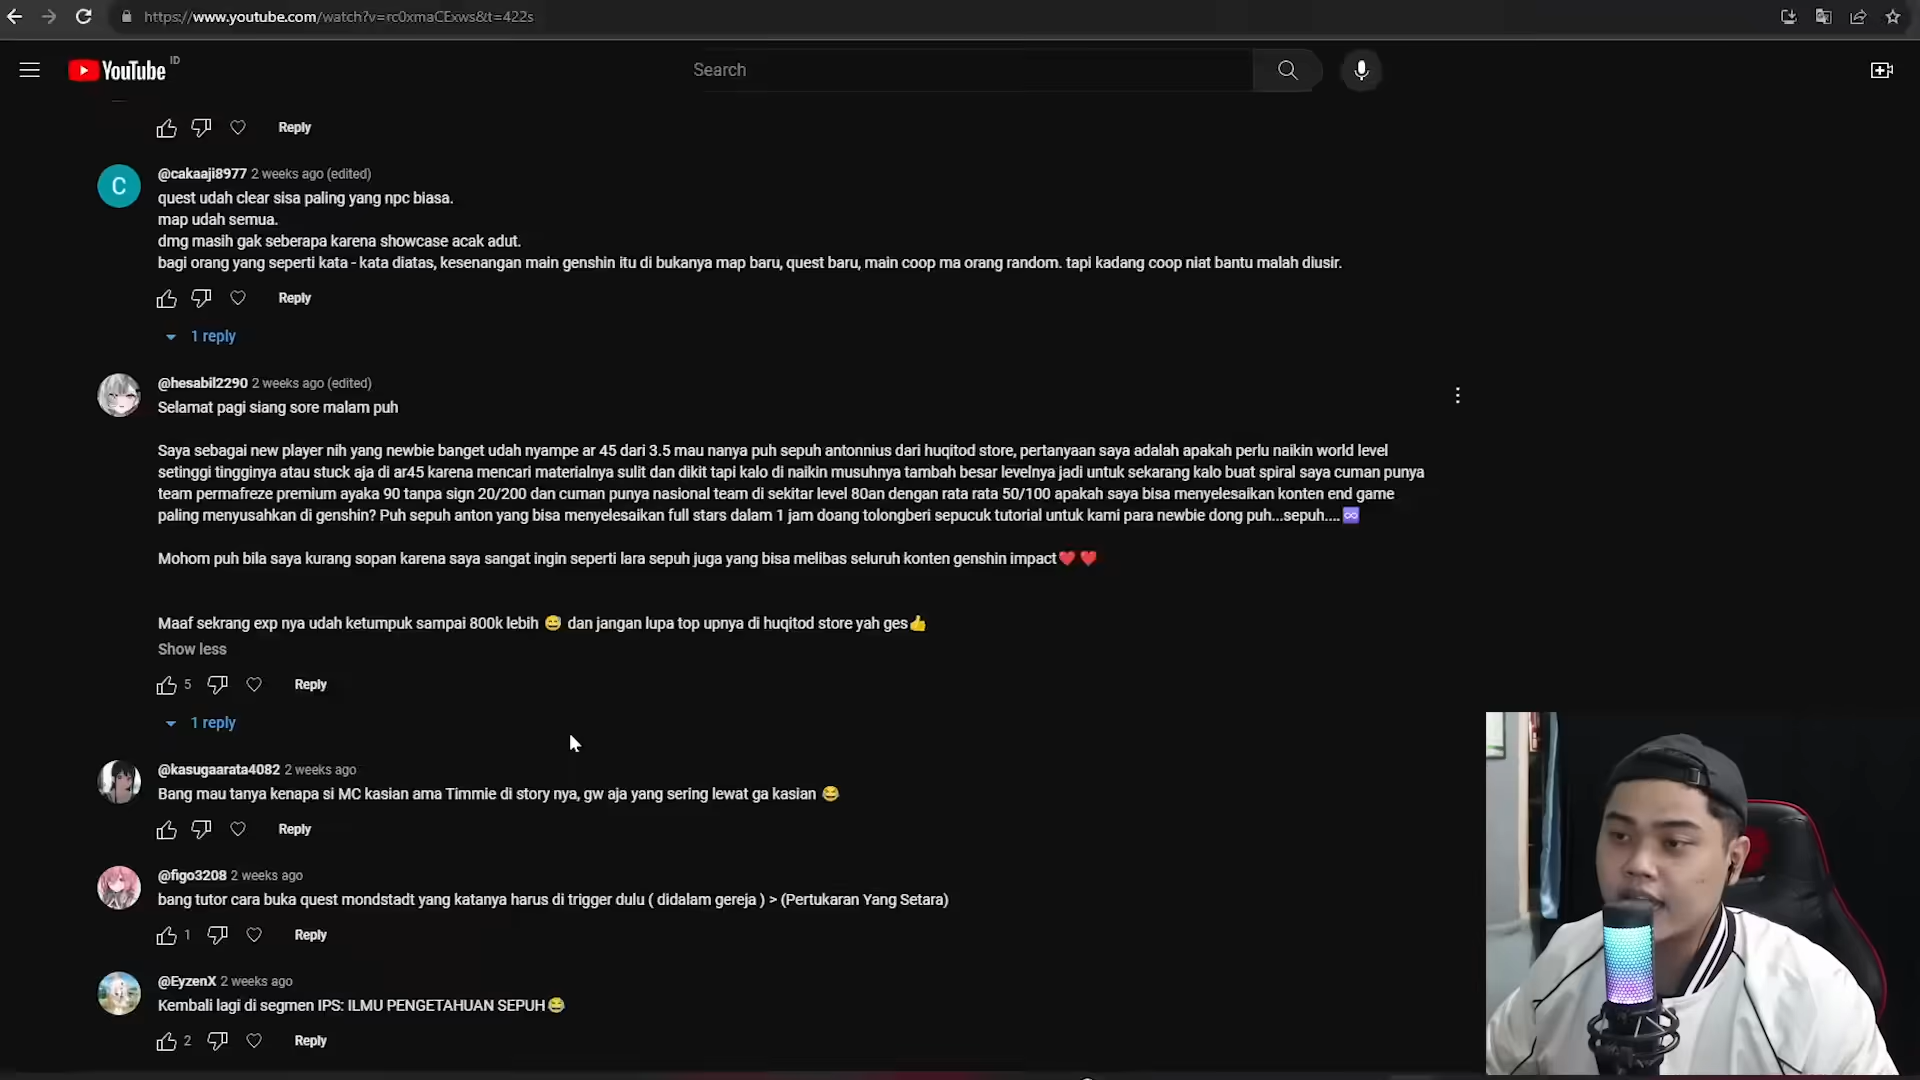 https://www.youtube.com/watch?v=rc0xmaCExws&t=422s
YouTube ID
Search
Reply
C
@cakaaji8977 2 weeks ago (edited)
quest udah clear sisa paling yang npc biasa.
map udah semua.
dmg masih gak seberapa karena showcase acak adut.
bagi orang yang seperti kata - kata diatas, kesenangan main genshin itu di bukanya map baru, quest baru, main coop ma orang random. tapi kadang coop niat bantu malah diusir.
Reply
1 reply
@hesabil2290 2 weeks ago (edited)
Selamat pagi siang sore malam puh
Saya sebagai new player nih yang newbie banget udah nyampe ar 45 dari 3.5 mau nanya puh sepuh antonnius dari huqitod store, pertanyaan saya adalah apakah perlu naikin world level
setinggi tingginya atau stuck aja di ar45 karena mencari materialnya sulit dan dikit tapi kalo di naikin musuhnya tambah besar levelnya jadi untuk sekarang kalo buat spiral saya cuman punya
team permafreze premium ayaka 90 tanpa sign 20/200 dan cuman punya nasional team di sekitar level 80an dengan rata rata 50/100 apakah saya bisa menyelesaikan konten end game
paling menyusahkan di genshin? Puh sepuh anton yang bisa menyelesaikan full stars dalam 1 jam doang tolongberi sepucuk tutorial untuk kami para newbie dong puh...sepuh....♾️
Mohom puh bila saya kurang sopan karena saya sangat ingin seperti lara sepuh juga yang bisa melibas seluruh konten genshin impact❤️❤️
Maaf sekrang exp nya udah ketumpuk sampai 800k lebih 😅 dan jangan lupa top upnya di huqitod store yah ges👍
Show less
5 Reply
1 reply
@kasugaarata4082 2 weeks ago
Bang mau tanya kenapa si MC kasian ama Timmie di story nya, gw aja yang sering lewat ga kasian 😂
Reply
@figo3208 2 weeks ago
bang tutor cara buka quest mondstadt yang katanya harus di trigger dulu ( didalam gereja ) > (Pertukaran Yang Setara)
1 Reply
@EyzenX 2 weeks ago
Kembali lagi di segmen IPS: ILMU PENGETAHUAN SEPUH😂
2 Reply